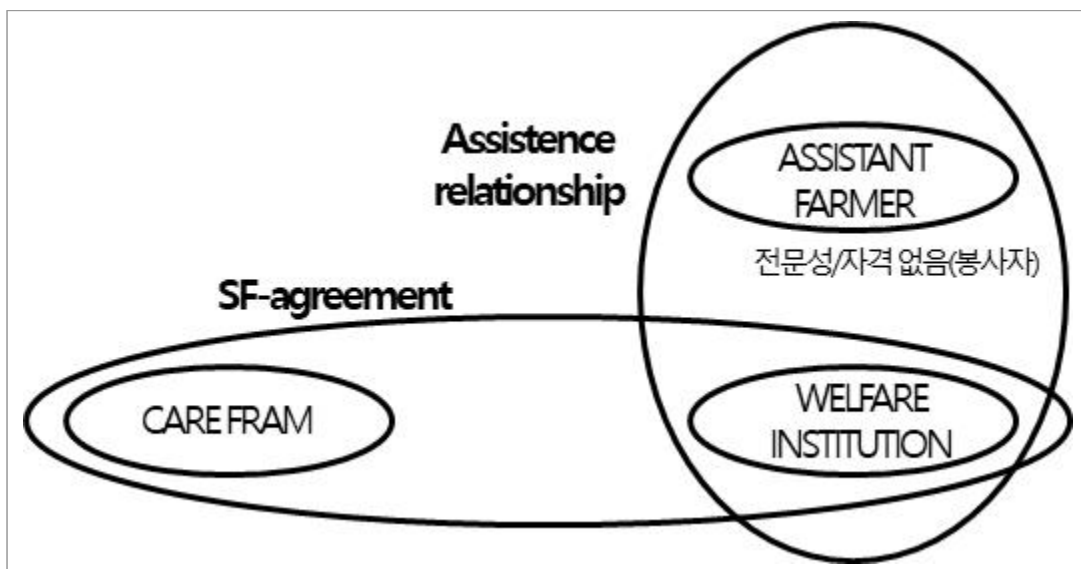 Assistence
relationship
ASSISTANT
FARMER
전문성/자격 없음(봉사자)
SF-agreement
CARE FRAM
WELFARE
INSTITUTION